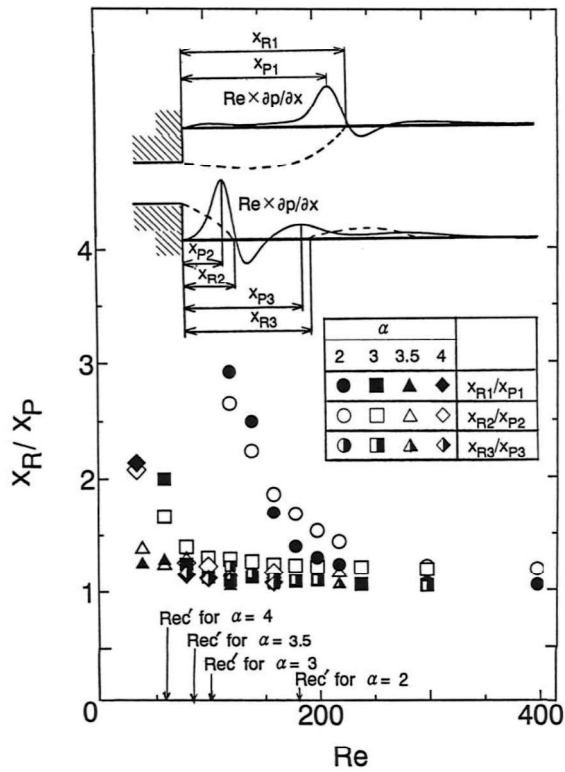 x_R1
x_P1
Re×∂p/∂x
Re×∂p/∂x
x_P2
x_R2
x_P3
x_R3
α
2 3 3.5 4
x_R1/x_P1
x_R2/x_P2
x_R3/x_P3
4
3
2
1
0
x_R/x_P
Rec′ for α = 4
Rec′ for α = 3.5
Rec′ for α = 3
Rec′ for α = 2
200
400
Re